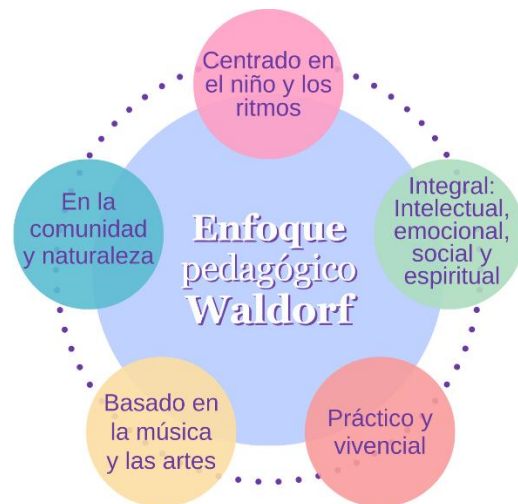 Centrado en
el niño y los
ritmos
Integral:
Intelectual,
emocional,
social y
espiritual
Práctico y
vivencial
Basado en
la música
y las artes
En la
comunidad
y naturaleza
Enfoque
pedagógico
Waldorf